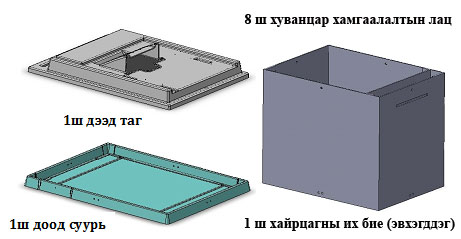 8 ш хуванцар хамгаалалтын лац
1ш дээд таг
1ш доод суурь
1 ш хайрцагны их бие (эвхэгддэг)